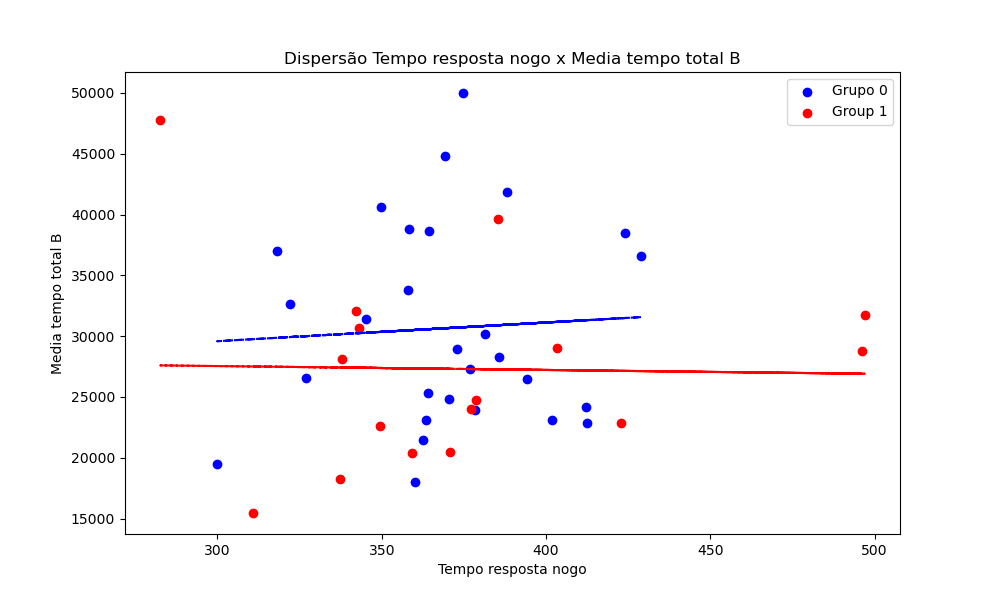 Dispersão Tempo resposta nogo x Media tempo total B
Grupo 0
Group 1
50000
45000
40000
35000
30000
25000
20000
15000
Media tempo total B
300
350
400
450
500
Tempo resposta nogo